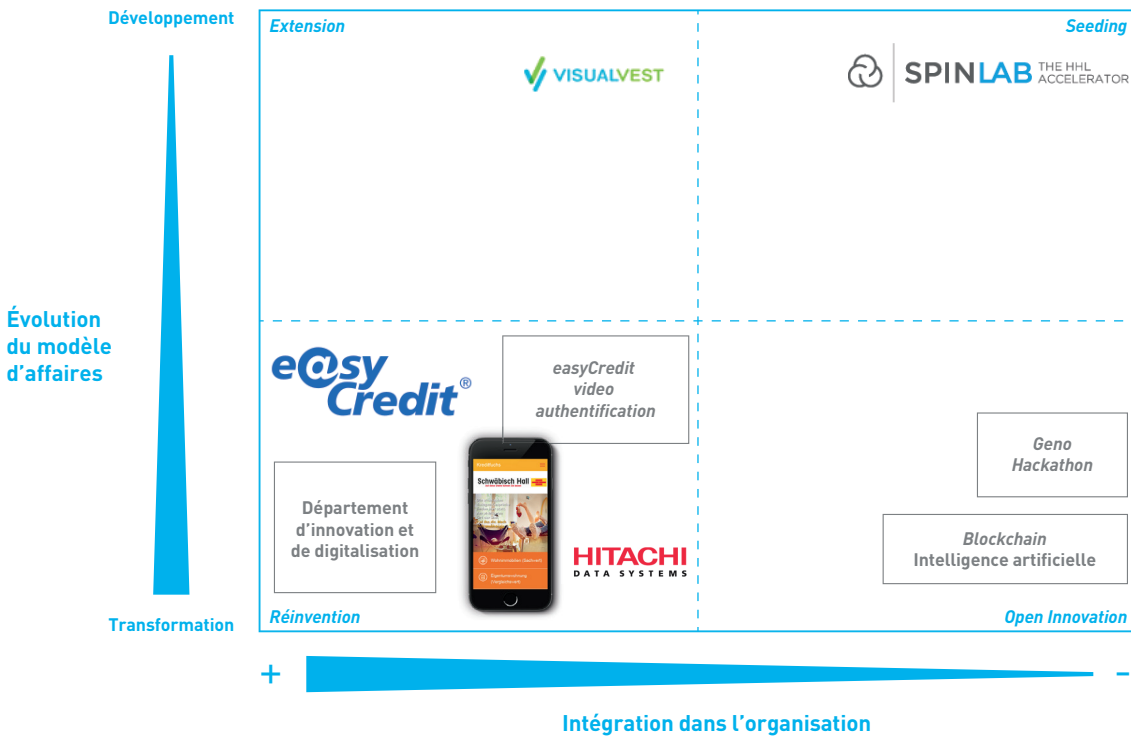 Développement
Extension
Seeding
VISUALVEST
SPINLAB THE HHL
ACCELERATOR
Évolution
du modèle
d’affaires
e@sy
Credit®
easyCredit
video
authentification
Geno
Hackathon
Département
d’innovation et
de digitalisation
Schwäbisch Hall
Blockchain
Intelligence artificielle
HITACHI
DATA SYSTEMS
Transformation
Réinvention
Open Innovation
+
–
Intégration dans l’organisation